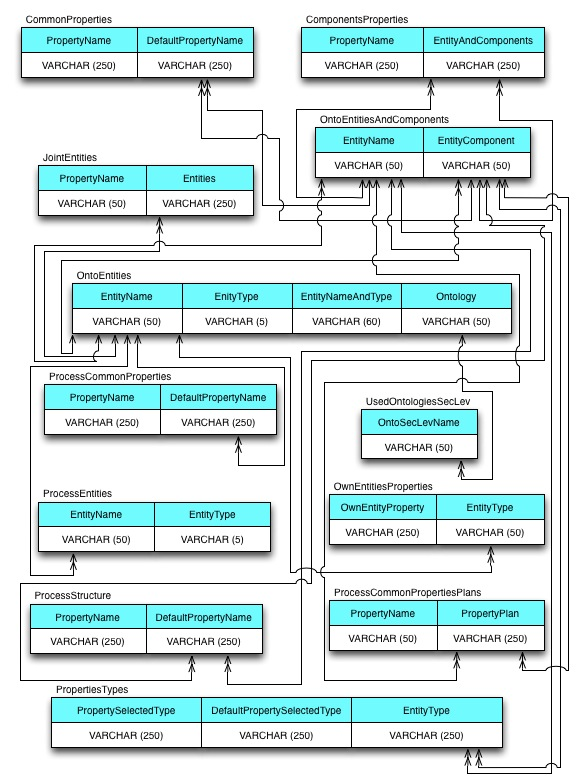 CommonProperties
PropertyName DefaultPropertyName
VARCHAR (250) VARCHAR (250)
ComponentsProperties
PropertyName EntityAndComponents
VARCHAR (250) VARCHAR (250)
OntoEntitiesAndComponents
EntityName EntityComponent
VARCHAR (50) VARCHAR (50)
JointEntities
PropertyName Entities
VARCHAR (50) VARCHAR (250)
OntoEntities
EntityName EnityType EntityNameAndType Ontology
VARCHAR (50) VARCHAR (5) VARCHAR (60) VARCHAR (50)
ProcessCommonProperties
PropertyName DefaultPropertyName
VARCHAR (250) VARCHAR (250)
UsedOntologiesSecLev
OntoSecLevName
VARCHAR (50)
ProcessEntities
EntityName EntityType
VARCHAR (50) VARCHAR (5)
OwnEntitiesProperties
OwnEntityProperty EntityType
VARCHAR (250) VARCHAR (50)
ProcessStructure
PropertyName DefaultPropertyName
VARCHAR (250) VARCHAR (250)
ProcessCommonPropertiesPlans
PropertyName PropertyPlan
VARCHAR (50) VARCHAR (250)
PropertiesTypes
PropertySelectedType DefaultPropertySelectedType EntityType
VARCHAR (250) VARCHAR (250) VARCHAR (250)